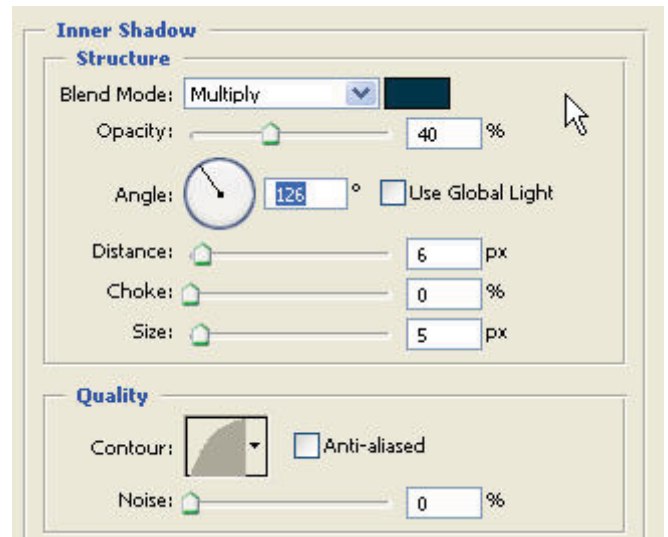 Inner Shadow
Structure
Blend Mode: Multiply
Opacity: 40 %
Angle: 126 ° Use Global Light
Distance: 6 px
Choke: 0 %
Size: 5 px
Quality
Contour: Anti-aliased
Noise: 0 %